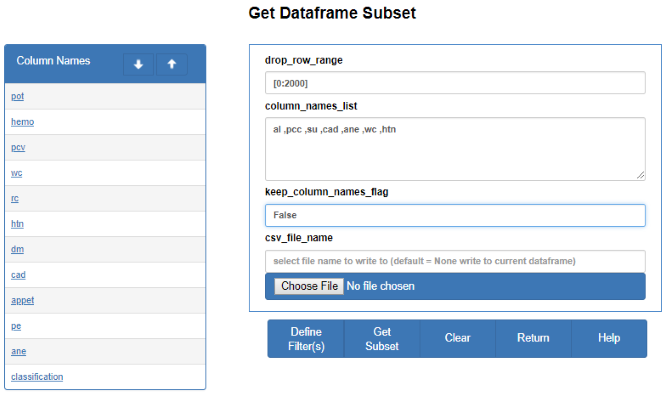 Get Dataframe Subset
Column Names
pot
hemo
pcv
wc
rc
htn
dm
cad
appet
pe
ane
classification
drop_row_range
[0:2000]
column_names_list
al ,pcc ,su ,cad ,ane ,wc ,htn
keep_column_names_flag
False
csv_file_name
select file name to write to (default = None write to current dataframe)
Choose File No file chosen
Define
Filter(s)
Get
Subset
Clear
Return
Help